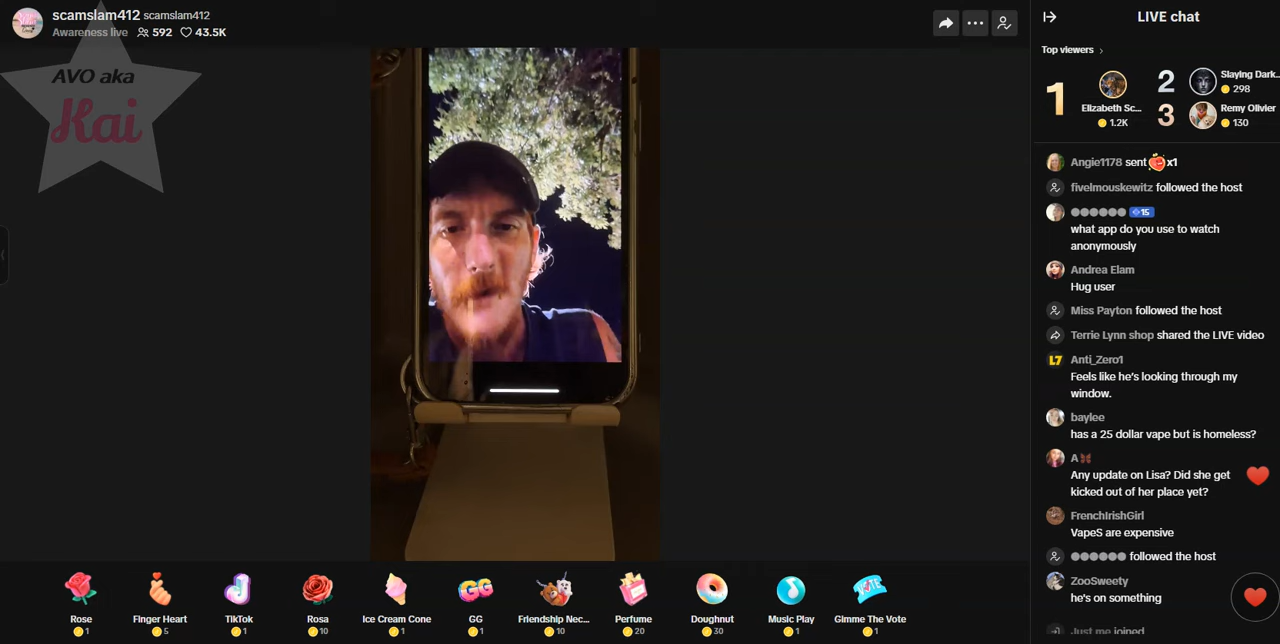 scamslam412 scamslam412
Awareness live 592 43.5K
AVO aka
Kai
LIVE chat
Top viewers >
1 Elizabeth Sc... 1.2K
2 Slaying Dark... 298
3 Remy Olivier 130
Angie1178 sent x1
fivelmouskewitz followed the host
15
what app do you use to watch
anonymously
Andrea Elam
Hug user
Miss Payton followed the host
Terrie Lynn shop shared the LIVE video
L7 Anti_Zero1
Feels like he's looking through my
window.
baylee
has a 25 dollar vape but is homeless?
A
Any update on Lisa? Did she get
kicked out of her place yet?
FrenchIrishGirl
VapeS are expensive
followed the host
ZooSweety
he's on something
Just me joined
Rose Finger Heart TikTok Rosa Ice Cream Cone GG Friendship Nec... Perfume Doughnut Music Play Gimme The Vote
1 5 1 10 1 1 10 20 30 1 1